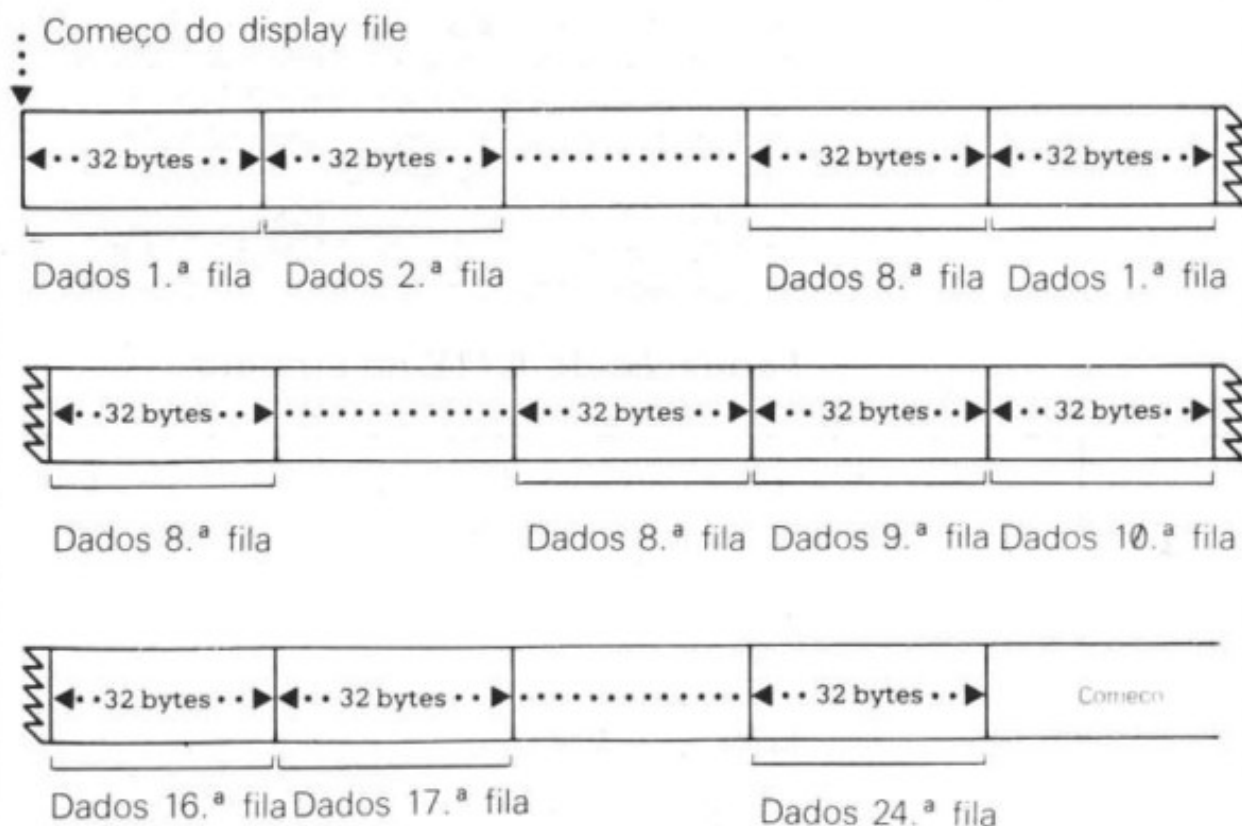 Começo do display file
32 bytes 32 bytes 32 bytes 32 bytes
Dados 1.ª fila Dados 2.ª fila Dados 8.ª fila Dados 1.ª fila
32 bytes 32 bytes 32 bytes 32 bytes
Dados 8.ª fila Dados 8.ª fila Dados 9.ª fila Dados 10.ª fila
32 bytes 32 bytes 32 bytes Começo
Dados 16.ª fila Dados 17.ª fila Dados 24.ª fila